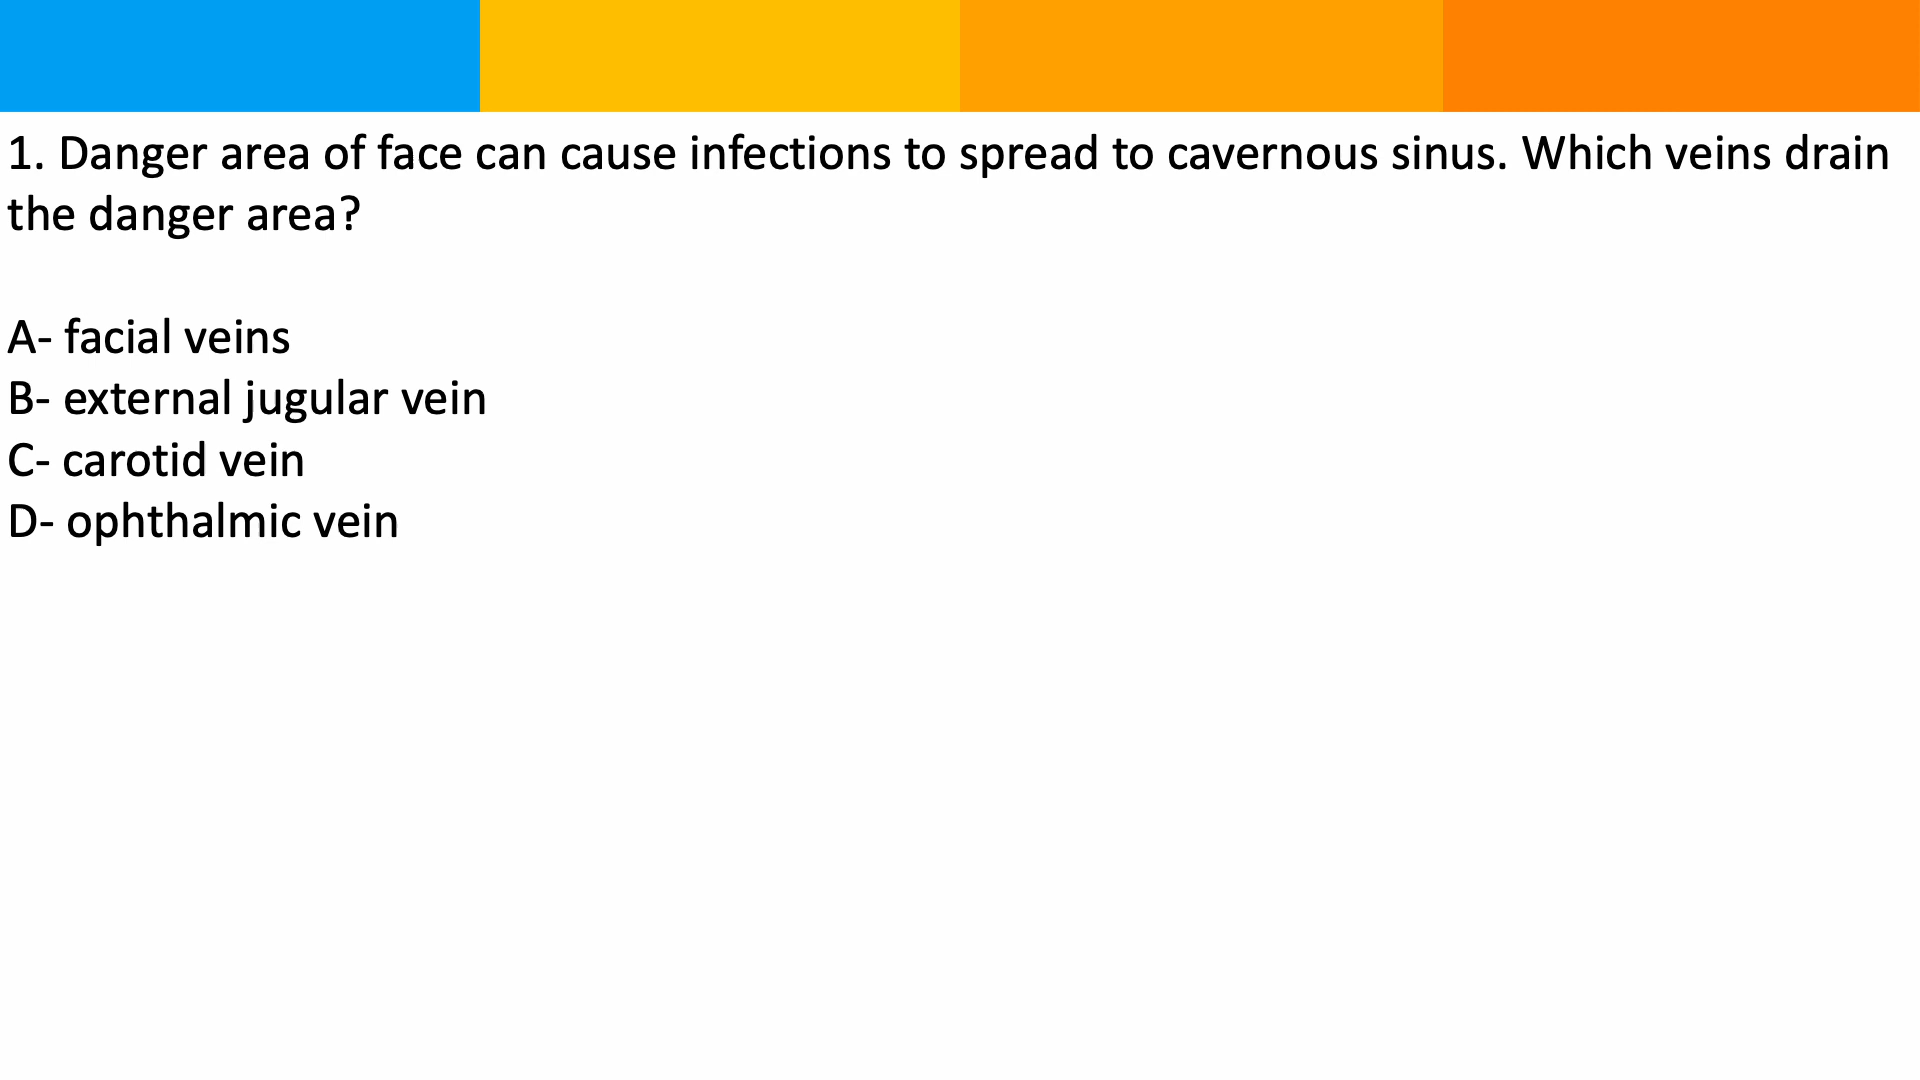 1. Danger area of face can cause infections to spread to cavernous sinus. Which veins drain
the danger area?
A- facial veins
B- external jugular vein
C- carotid vein
D- ophthalmic vein